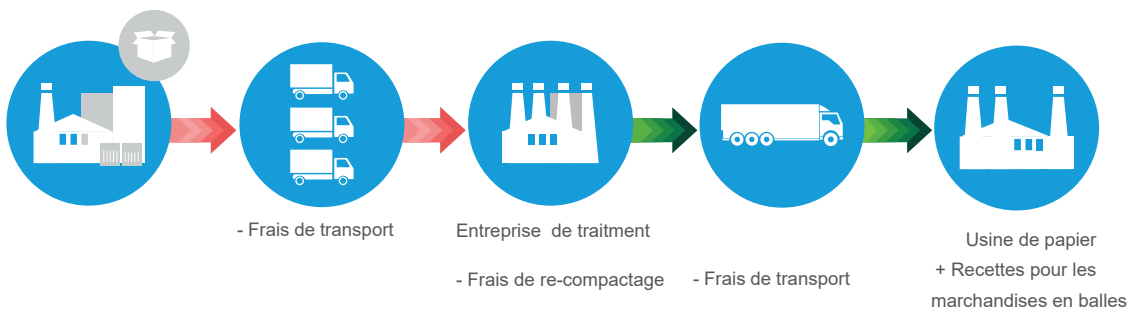 - Frais de transport
Entreprise de traitment
- Frais de re-compactage
- Frais de transport
Usine de papier
+ Recettes pour les
marchandises en balles